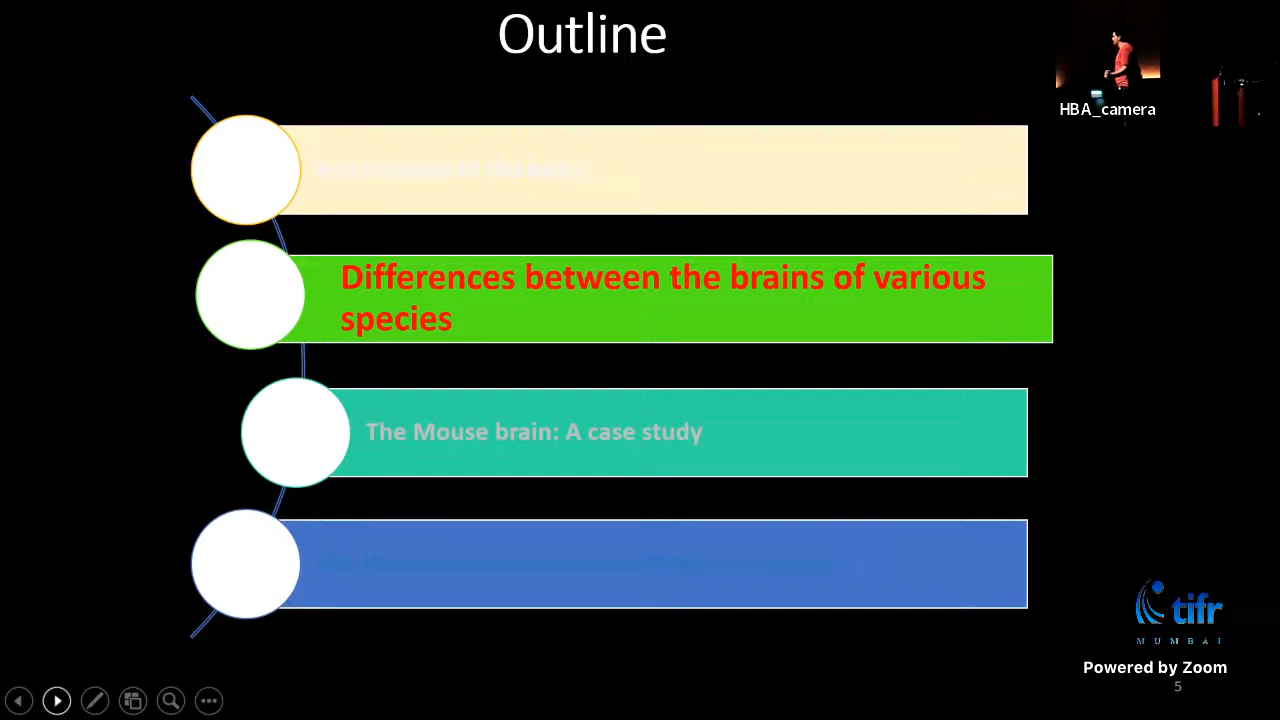 Outline
HBA_camera
Differences between the brains of various
species
The Mouse brain: A case study
tifr
MUMBAI
Powered by Zoom
5